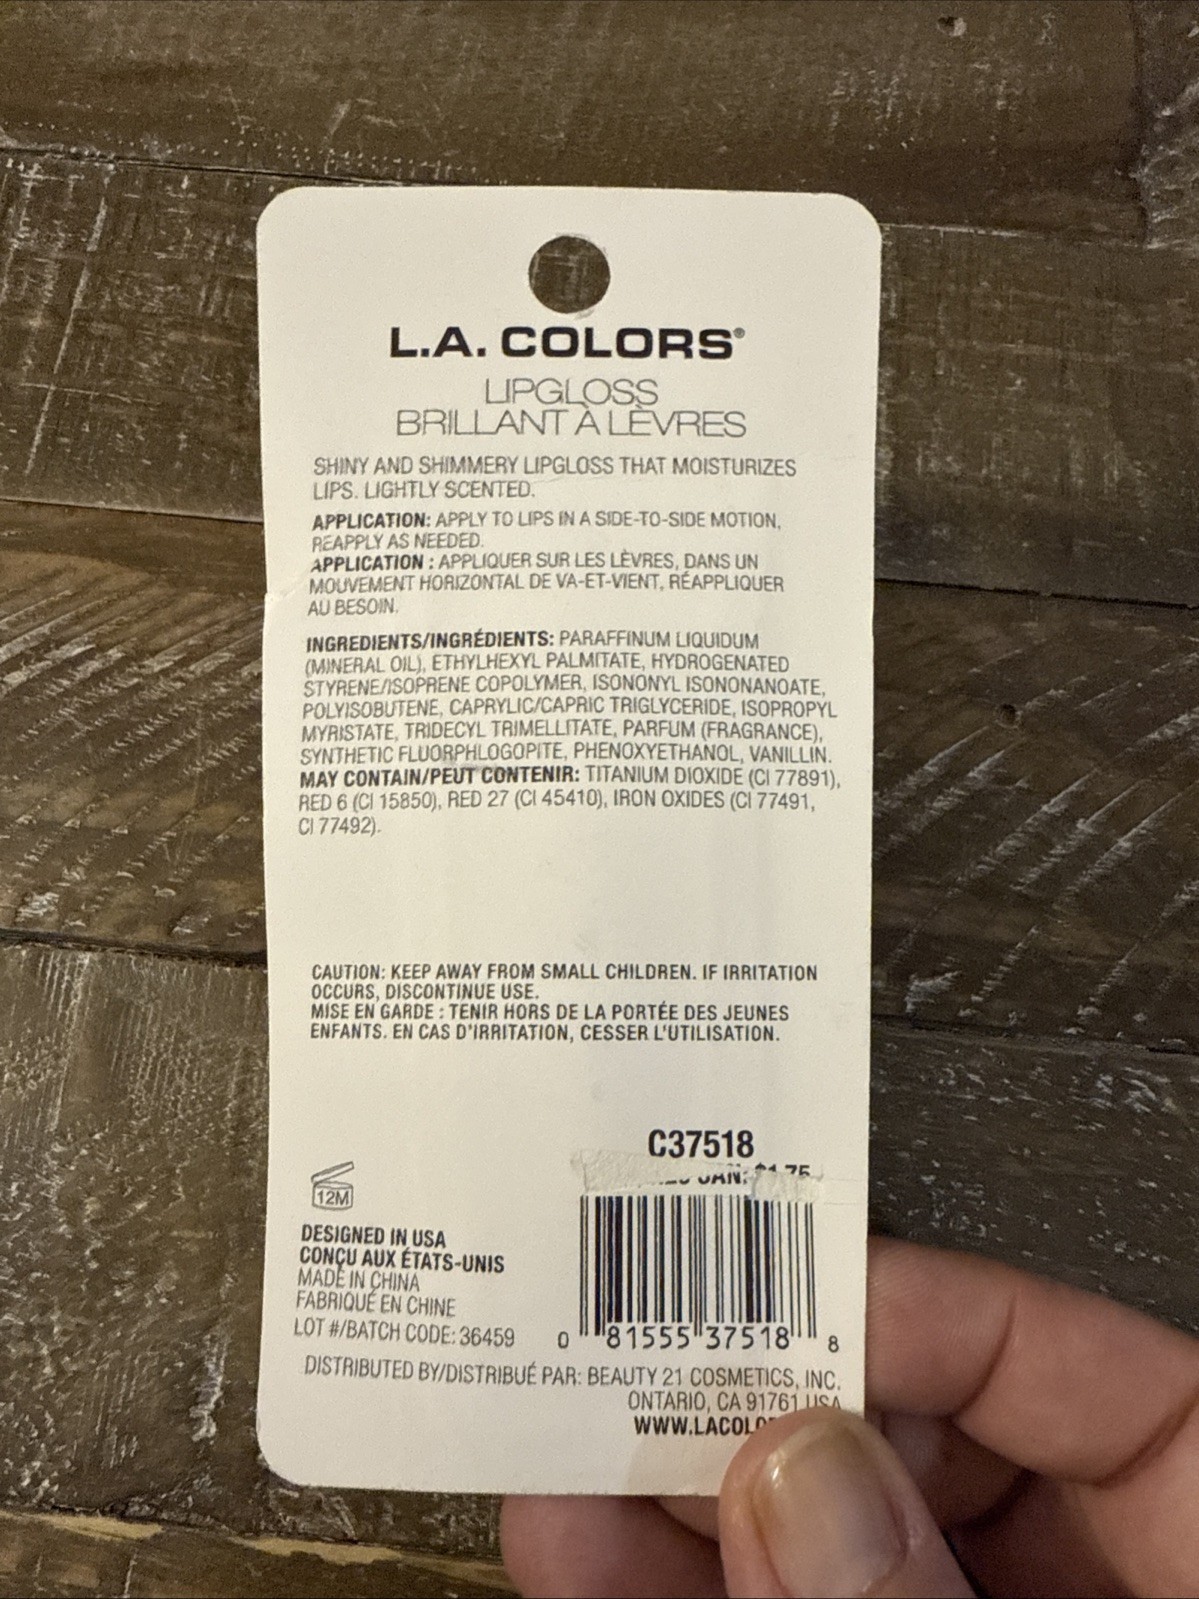 L.A. COLORS®
LIPGLOSS
BRILLANT À LÈVRES
SHINY AND SHIMMERY LIPGLOSS THAT MOISTURIZES
LIPS. LIGHTLY SCENTED.
APPLICATION: APPLY TO LIPS IN A SIDE-TO-SIDE MOTION,
REAPPLY AS NEEDED.
APPLICATION : APPLIQUER SUR LES LÈVRES, DANS UN
MOUVEMENT HORIZONTAL DE VA-ET-VIENT, RÉAPPLIQUER
AU BESOIN.
INGREDIENTS/INGRÉDIENTS: PARAFFINUM LIQUIDUM
(MINERAL OIL), ETHYLHEXYL PALMITATE, HYDROGENATED
STYRENE/ISOPRENE COPOLYMER, ISONONYL ISONONANOATE,
POLYISOBUTENE, CAPRYLIC/CAPRIC TRIGLYCERIDE, ISOPROPYL
MYRISTATE, TRIDECYL TRIMELLITATE, PARFUM (FRAGRANCE),
SYNTHETIC FLUORPHLOGOPITE, PHENOXYETHANOL, VANILLIN.
MAY CONTAIN/PEUT CONTENIR: TITANIUM DIOXIDE (CI 77891),
RED 6 (CI 15850), RED 27 (CI 45410), IRON OXIDES (CI 77491,
CI 77492).
CAUTION: KEEP AWAY FROM SMALL CHILDREN. IF IRRITATION
OCCURS, DISCONTINUE USE.
MISE EN GARDE : TENIR HORS DE LA PORTÉE DES JEUNES
ENFANTS. EN CAS D'IRRITATION, CESSER L'UTILISATION.
C37518
CAN: $1.75
12M
DESIGNED IN USA
CONÇU AUX ÉTATS-UNIS
MADE IN CHINA
FABRIQUÉ EN CHINE
LOT #/BATCH CODE: 36459
0 81555 37518 8
DISTRIBUTED BY/DISTRIBUÉ PAR: BEAUTY 21 COSMETICS, INC.
ONTARIO, CA 91761 USA
WWW.LACOLO